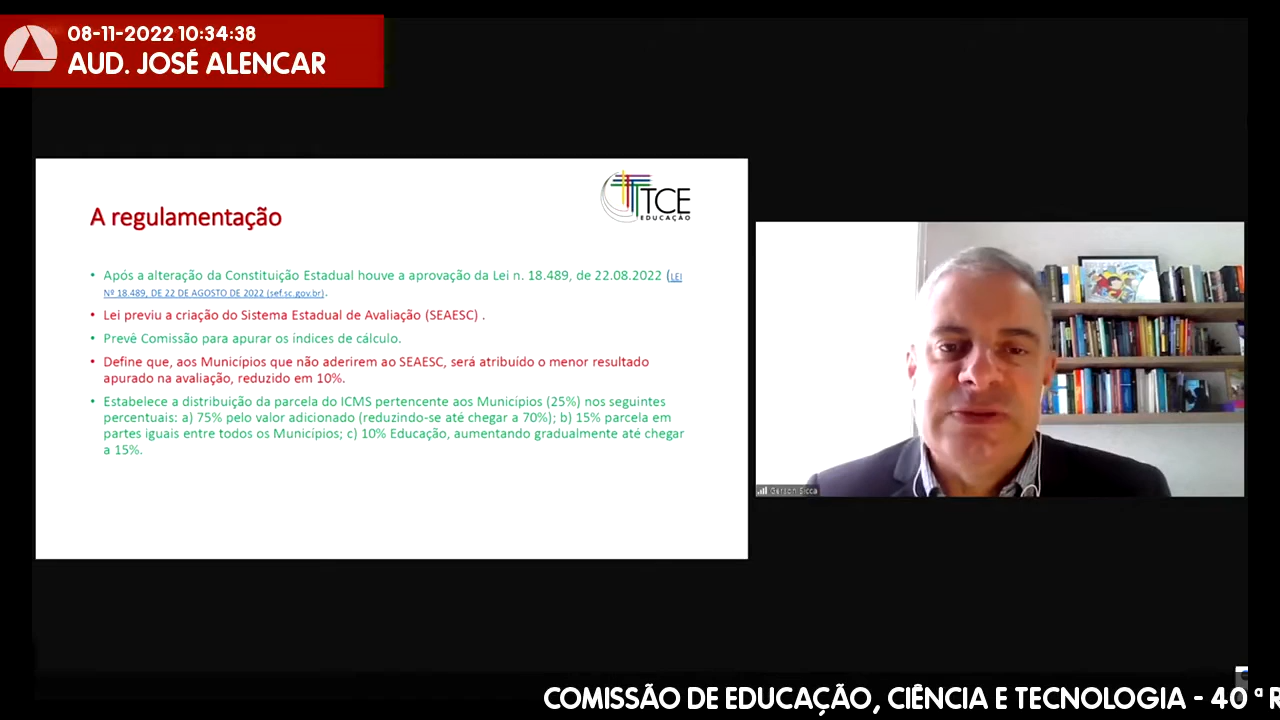 08-11-2022 10:34:38
AUD. JOSÉ ALENCAR
TCE
EDUCAÇÃO
A regulamentação
• Após a alteração da Constituição Estadual houve a aprovação da Lei n. 18.489, de 22.08.2022 (LEI
Nº 18.489, DE 22 DE AGOSTO DE 2022 (sef.sc.gov.br).
• Lei previu a criação do Sistema Estadual de Avaliação (SEAESC) .
• Prevê Comissão para apurar os índices de cálculo.
• Define que, aos Municípios que não aderirem ao SEAESC, será atribuído o menor resultado
apurado na avaliação, reduzido em 10%.
• Estabelece a distribuição da parcela do ICMS pertencente aos Municípios (25%) nos seguintes
percentuais: a) 75% pelo valor adicionado (reduzindo-se até chegar a 70%); b) 15% parcela em
partes iguais entre todos os Municípios; c) 10% Educação, aumentando gradualmente até chegar
a 15%.
Gerson Sicca
COMISSÃO DE EDUCAÇÃO, CIÊNCIA E TECNOLOGIA - 40 ª R